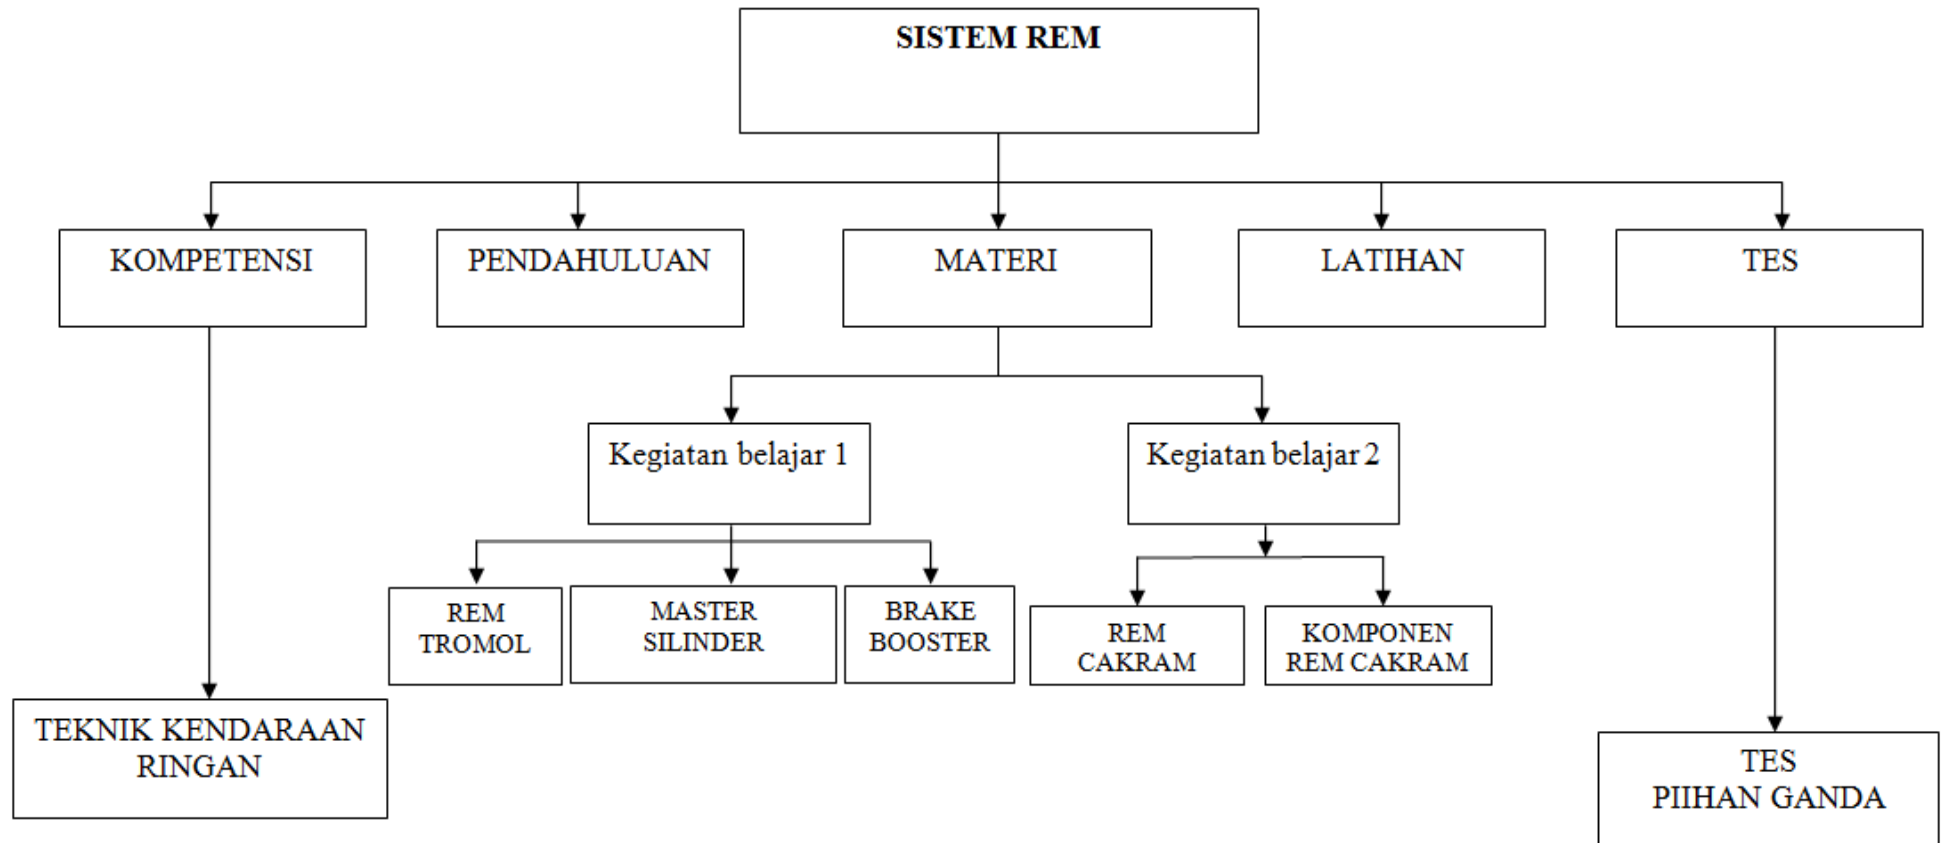 SISTEM REM
KOMPETENSI
PENDAHULUAN
MATERI
LATIHAN
TES
Kegiatan belajar 1
Kegiatan belajar 2
REM
TROMOL
MASTER
SILINDER
BRAKE
BOOSTER
REM
CAKRAM
KOMPONEN
REM CAKRAM
TEKNIK KENDARAAN
RINGAN
TES
PIIHAN GANDA